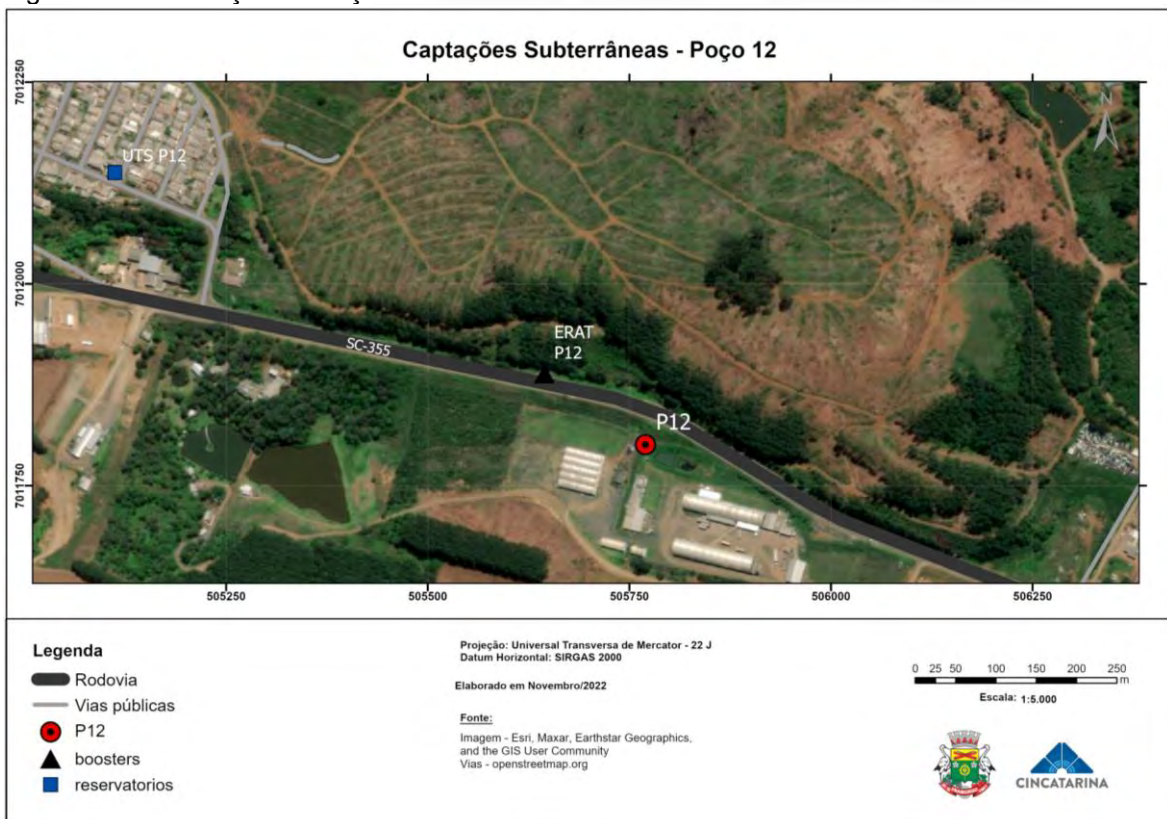 Captações Subterrâneas - Poço 12
7012250
7012000
7011750
UTS P12
ERAT
P12
SC-355
P12
N
505250
505500
505750
506000
506250
Legenda
Rodovia
Vias públicas
P12
boosters
reservatorios
Projeção: Universal Transversa de Mercator - 22 J
Datum Horizontal: SIRGAS 2000
Elaborado em Novembro/2022
Fonte:
Imagem - Esri, Maxar, Earthstar Geographics,
and the GIS User Community
Vias - openstreetmap.org
0 25 50 100 150 200 250
m
Escala: 1:5.000
CINCATARINA